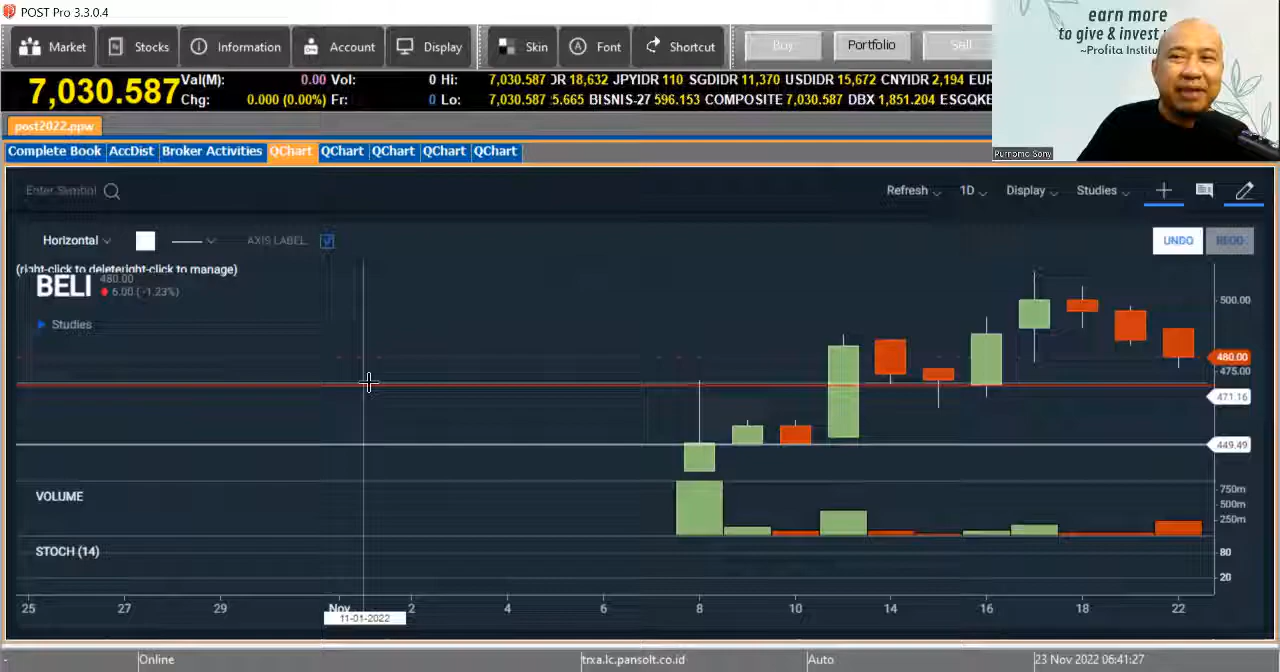 POST Pro 3.3.0.4
Market Stocks Information Account Display Skin Font Shortcut Buy Portfolio Sell
earn more
to give & invest
~Profita Institu
7,030.587 Val(M): 0.00 Vol: 0 Hi: 7,030.587 DR 18,632 JPYIDR 110 SGDIDR 11,370 USDIDR 15,672 CNYIDR 2,194 EUR
Chg: 0.000 (0.00%) Fr: 0 Lo: 7,030.587 5.665 BISNIS-27 596.153 COMPOSITE 7,030.587 DBX 1,851.204 ESGQKE
post2022.ppw
Purnomo Sony
Complete Book AccDist Broker Activities QChart QChart QChart QChart QChart
Enter Symbol Refresh 1D Display Studies
Horizontal AXIS LABEL UNDO REDO
(right-click to deleteright-click to manage)
BELI 480.00
6.00 (-1.23%)
Studies
500.00
480.00
475.00
471.16
449.49
VOLUME
750m
500m
250m
STOCH (14)
80
20
25 27 29 Nov 2 4 6 8 10 14 16 18 22
11-01-2022
- Online trxa.lc.pansolt.co.id Auto 23 Nov 2022 06:41:27